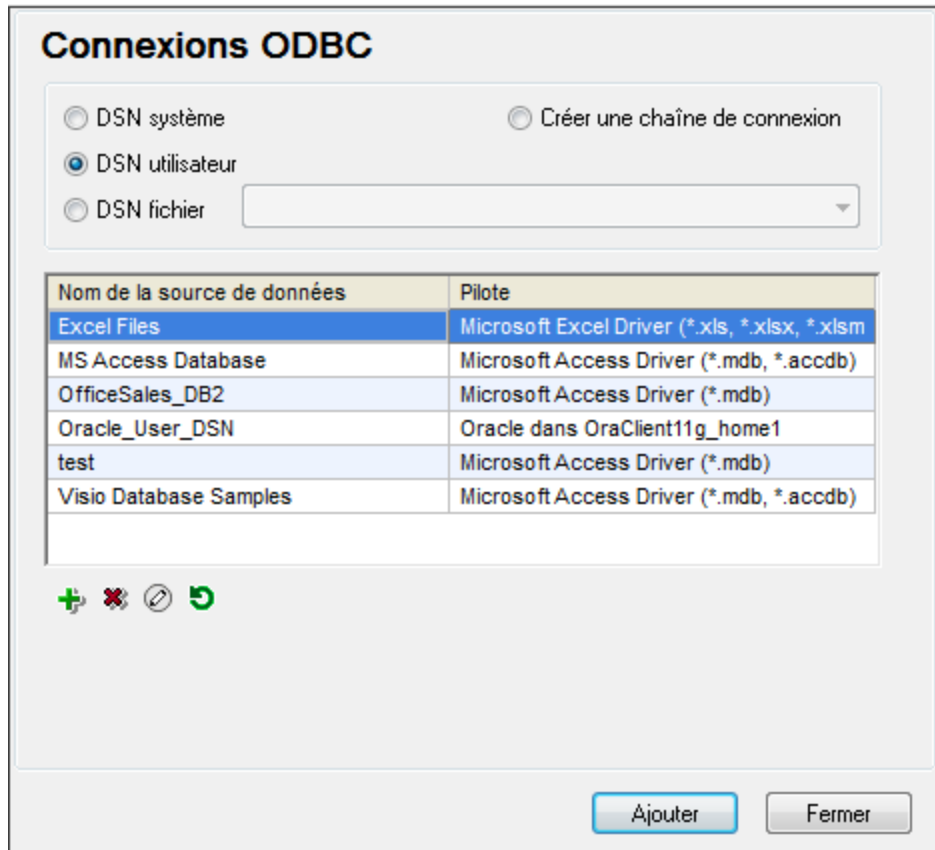 Connexions ODBC
DSN système
Créer une chaîne de connexion
DSN utilisateur
DSN fichier
Nom de la source de données Pilote
Excel Files Microsoft Excel Driver (*.xls, *.xlsx, *.xlsm
MS Access Database Microsoft Access Driver (*.mdb, *.accdb)
OfficeSales_DB2 Microsoft Access Driver (*.mdb)
Oracle_User_DSN Oracle dans OraClient11g_home1
test Microsoft Access Driver (*.mdb)
Visio Database Samples Microsoft Access Driver (*.mdb, *.accdb)
Ajouter Fermer